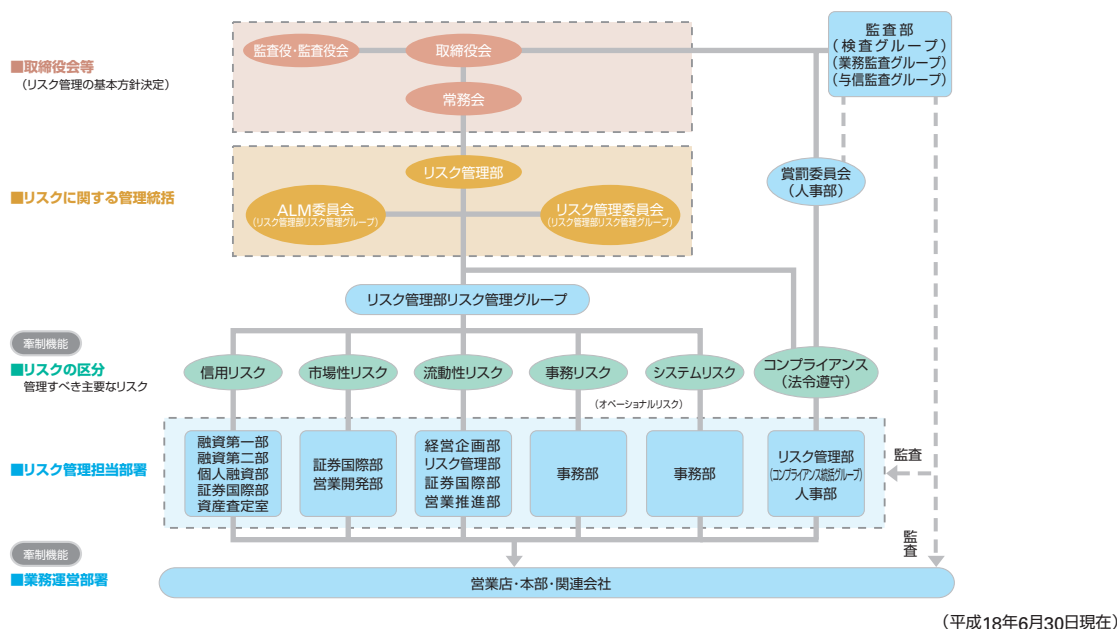 監査部
(検査グループ)
(業務監査グループ)
(与信監査グループ)
■取締役会等
(リスク管理の基本方針決定)
監査役・監査役会
取締役会
常務会
■リスクに関する管理統括
リスク管理部
ALM委員会
(リスク管理部リスク管理グループ)
リスク管理委員会
(リスク管理部リスク管理グループ)
賞罰委員会
(人事部)
リスク管理部リスク管理グループ
牽制機能
■リスクの区分
管理すべき主要なリスク
信用リスク
市場性リスク
流動性リスク
事務リスク
システムリスク
(オペーショナルリスク)
コンプライアンス
(法令遵守)
■リスク管理担当部署
融資第一部
融資第二部
個人融資部
証券国際部
資産査定室
証券国際部
営業開発部
経営企画部
リスク管理部
証券国際部
営業推進部
事務部
事務部
リスク管理部
(コンプライアンス統括グループ)
人事部
監査
監査
牽制機能
■業務運営部署
営業店・本部・関連会社
(平成18年6月30日現在)